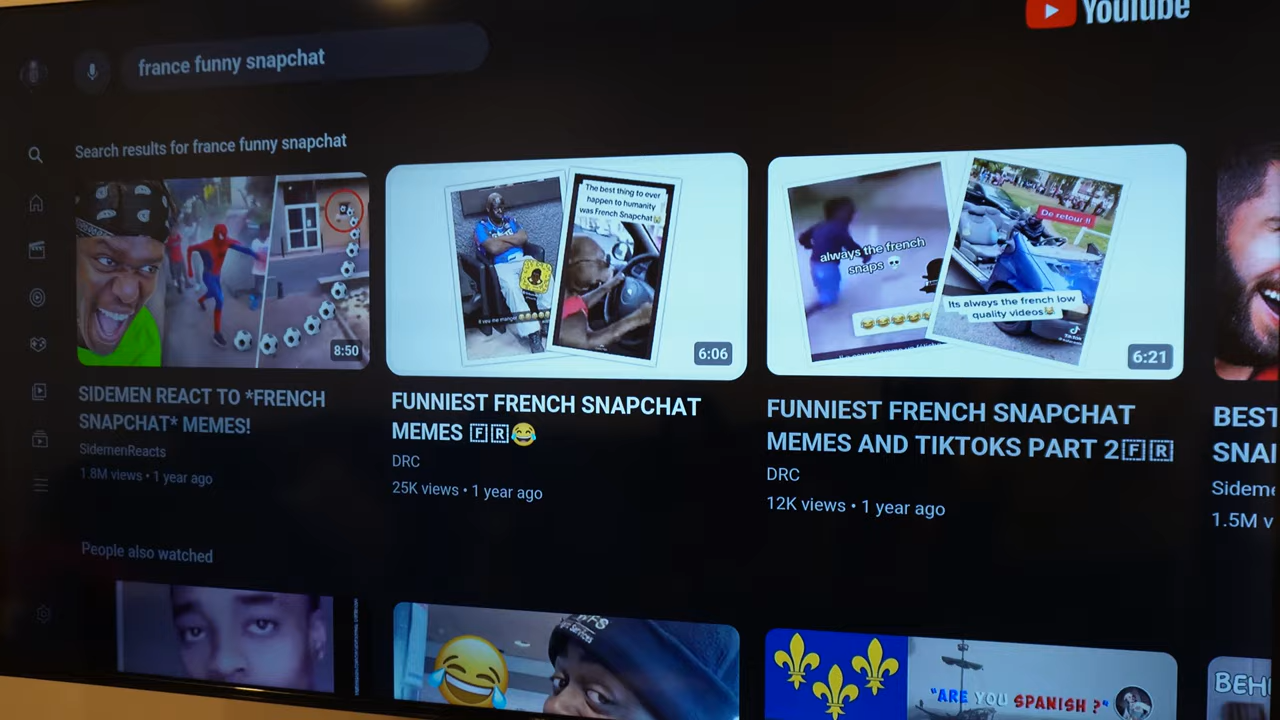 YouTube
france funny snapchat
Search results for france funny snapchat
8:50
SIDEMEN REACT TO *FRENCH
SNAPCHAT* MEMES!
SidemenReacts
1.8M views • 1 year ago
The best thing to ever
happen to humanity
was French Snapchat😂
6:06
FUNNIEST FRENCH SNAPCHAT
MEMES 🇫🇷😂
DRC
25K views • 1 year ago
always the french
snaps 💀
De retour !!
Its always the french low
quality videos😹
TikTok
6:21
FUNNIEST FRENCH SNAPCHAT
MEMES AND TIKTOKS PART 2🇫🇷
DRC
12K views • 1 year ago
BEST
SNAI
Sideme
1.5M v
People also watched
"ARE YOU SPANISH ?"
BEHI